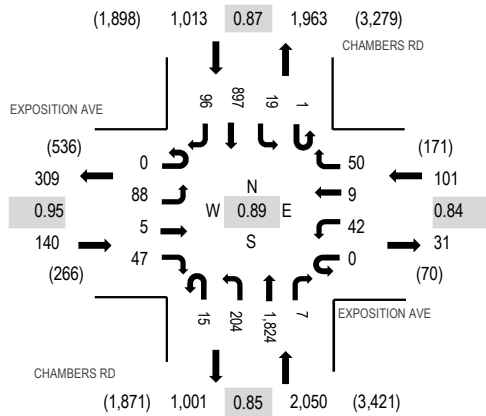 (1,898) 1,013 0.87 1,963 (3,279)
CHAMBERS RD
EXPOSITION AVE
96 897 19 1
(536) (171)
0 50
309 101
88 9
N
0.95 W 0.89 E 0.84
S
5 42
140 31
47 0
(266) (70)
15 204 1,824 7
EXPOSITION AVE
CHAMBERS RD
(1,871) 1,001 0.85 2,050 (3,421)